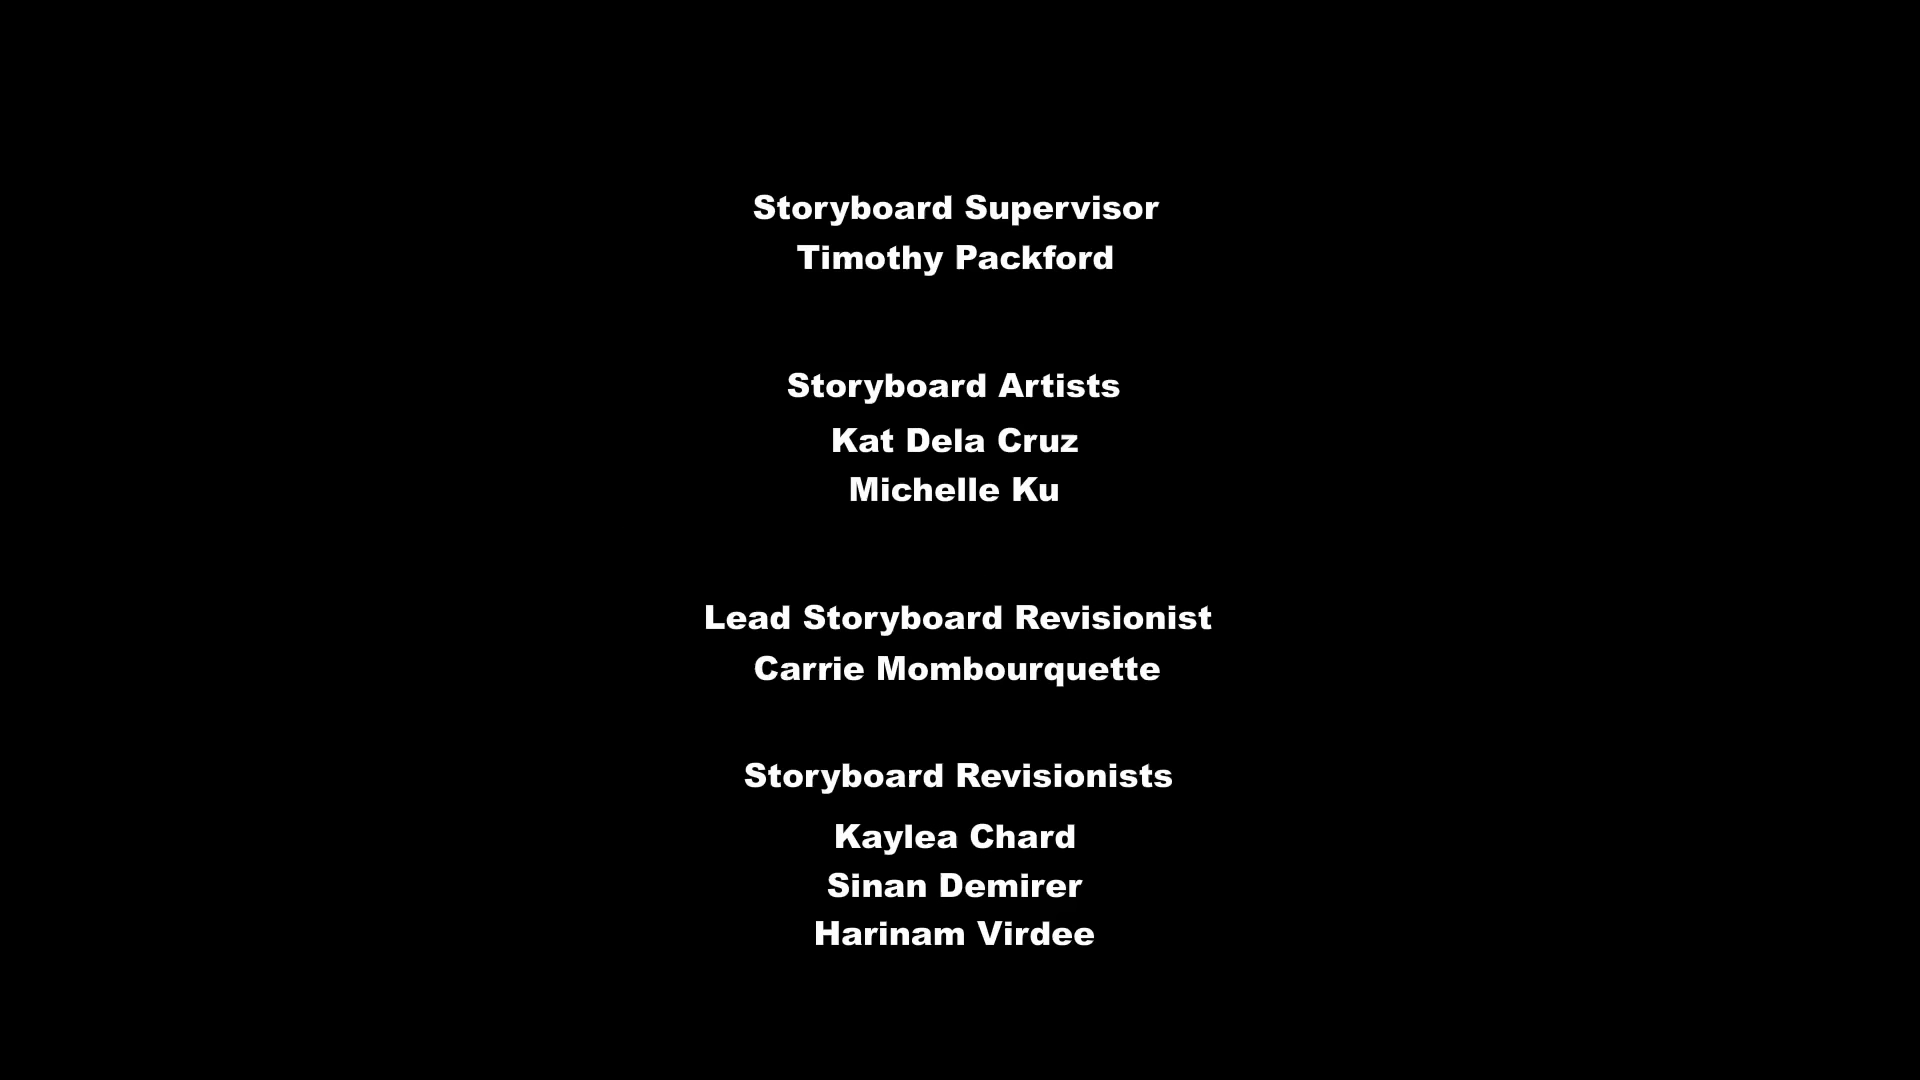 Storyboard Supervisor
Timothy Packford
Storyboard Artists
Kat Dela Cruz
Michelle Ku
Lead Storyboard Revisionist
Carrie Mombourquette
Storyboard Revisionists
Kaylea Chard
Sinan Demirer
Harinam Virdee